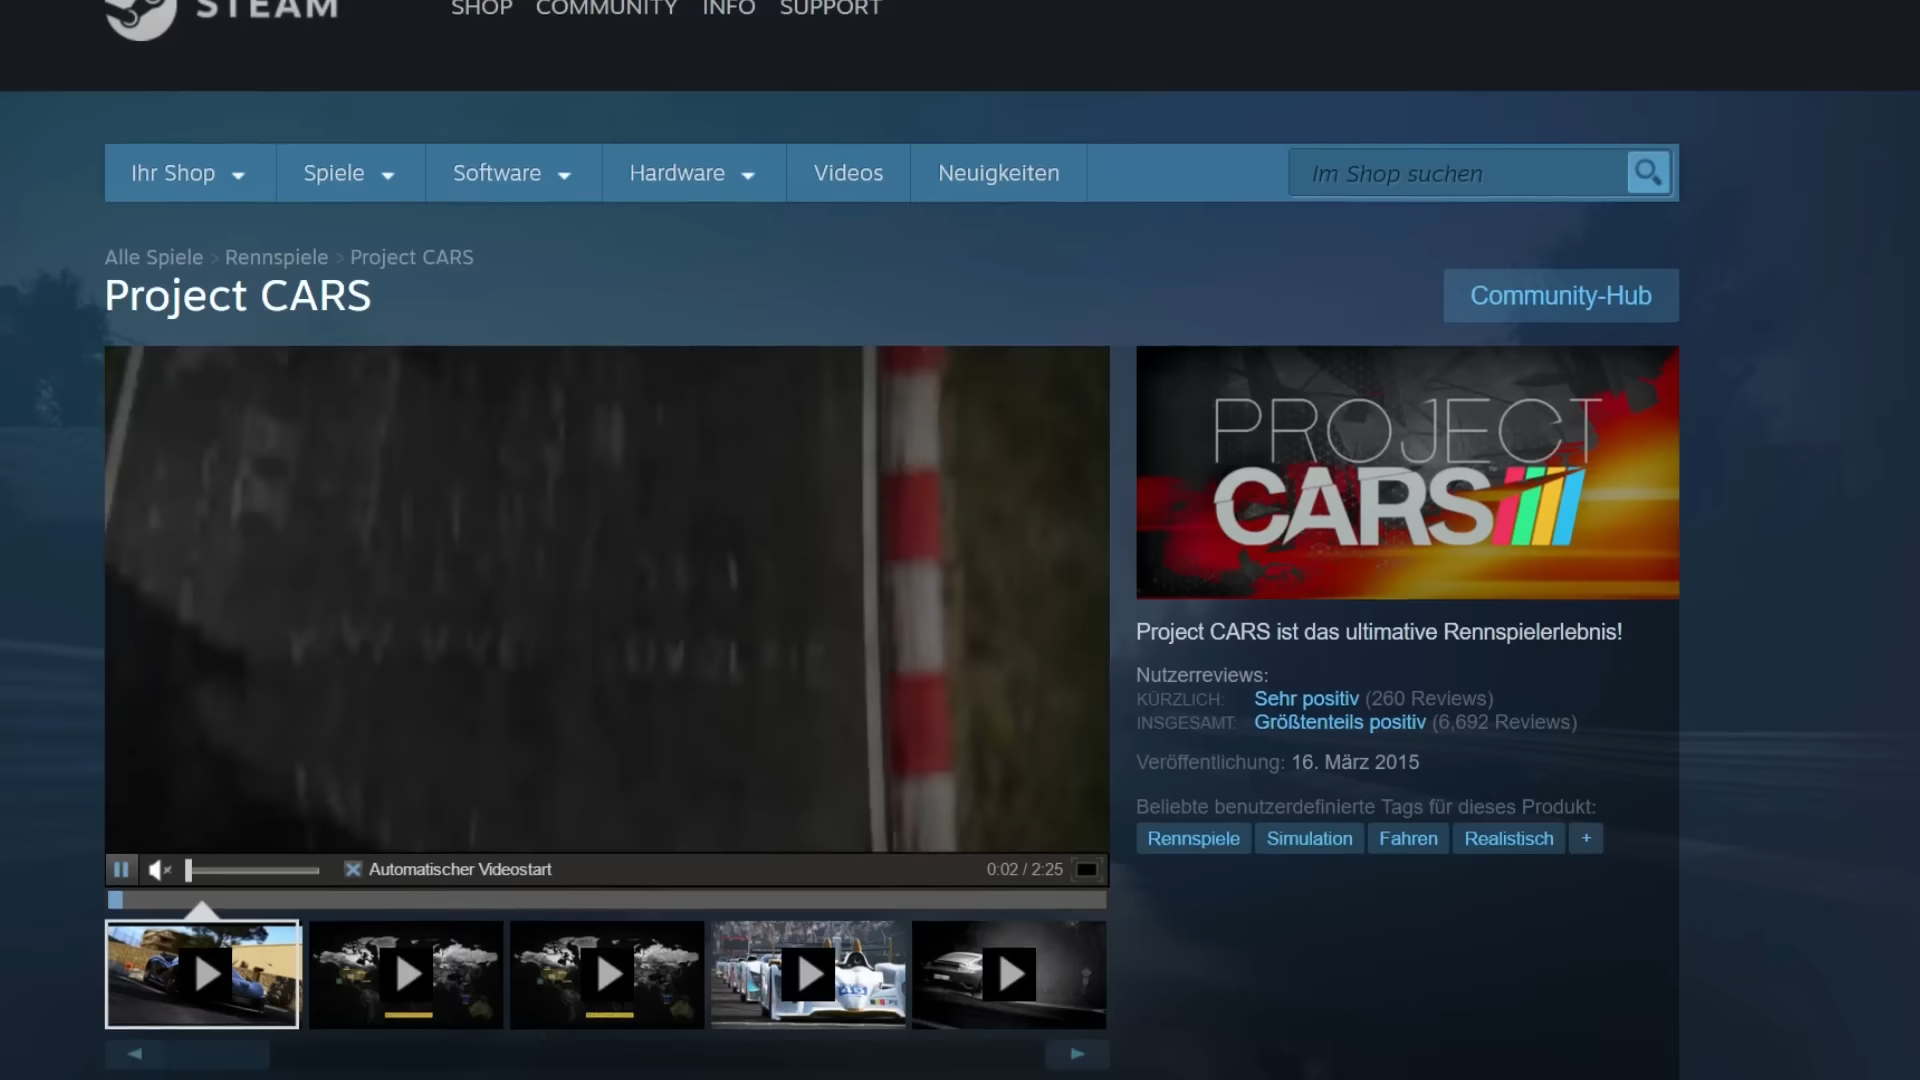 STEAM
SHOP COMMUNITY INFO SUPPORT
Ihr Shop Spiele Software Hardware Videos Neuigkeiten Im Shop suchen
Alle Spiele > Rennspiele > Project CARS
Project CARS
Community-Hub
PROJECT
CARS
Project CARS ist das ultimative Rennspielerlebnis!
Nutzerreviews:
KÜRZLICH: Sehr positiv (260 Reviews)
INSGESAMT: Größtenteils positiv (6,692 Reviews)
Veröffentlichung: 16. März 2015
Beliebte benutzerdefinierte Tags für dieses Produkt:
Rennspiele Simulation Fahren Realistisch +
Automatischer Videostart 0:02 / 2:25